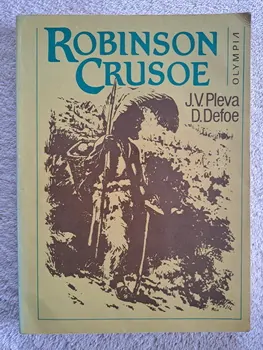 ROBINSON
CRUSOE
OLYMPIA
J.V. Pleva
D. Defoe